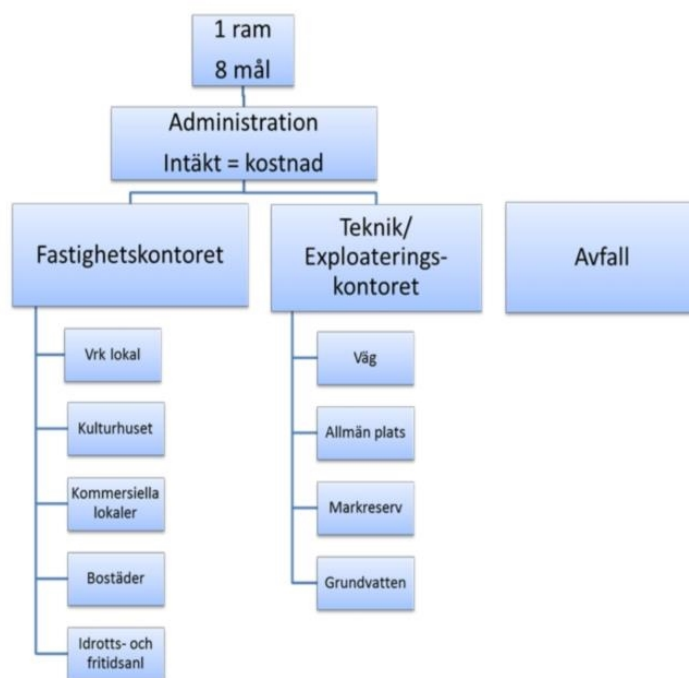 1 ram
8 mål
Administration
Intäkt = kostnad
Fastighetskontoret
Teknik/
Exploaterings-
kontoret
Avfall
Vrk lokal
Kulturhuset
Kommersiella
lokaler
Bostäder
Idrotts- och
fritidsanl
Väg
Allmän plats
Markreserv
Grundvatten